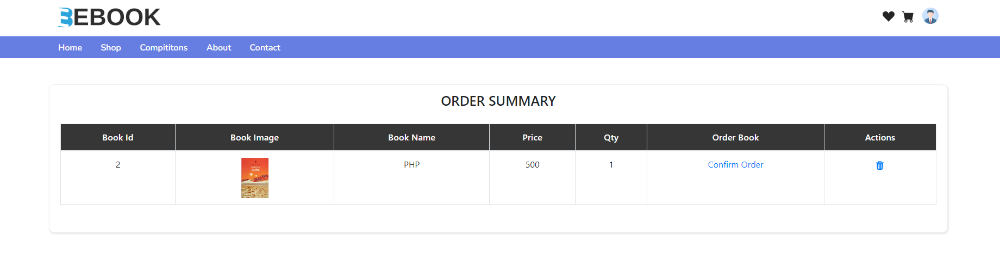 EBOOK
Home Shop Compititons About Contact
ORDER SUMMARY
Book Id Book Image Book Name Price Qty Order Book Actions
DUNE
2 PHP 500 1 Confirm Order